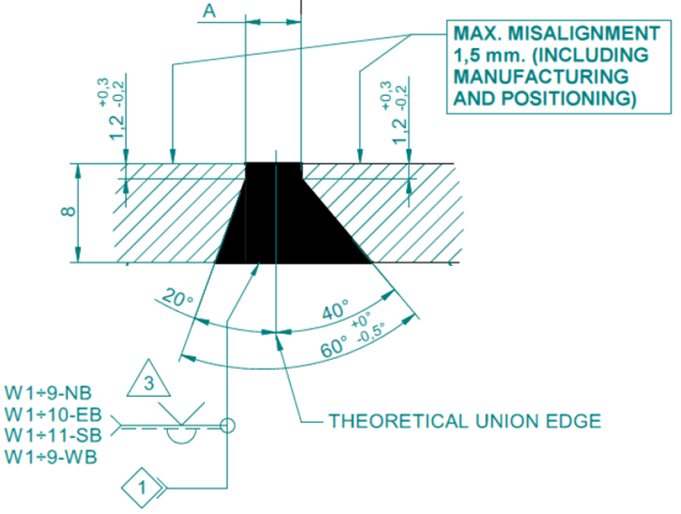 A
MAX. MISALIGNMENT
1,5 mm. (INCLUDING
MANUFACTURING
AND POSITIONING)
1,2 +0,3 -0,2
1,2 +0,3 -0,2
8
20°
40°
60° +0° -0,5°
3
W1÷9-NB
W1÷10-EB
W1÷11-SB
W1÷9-WB
THEORETICAL UNION EDGE
1